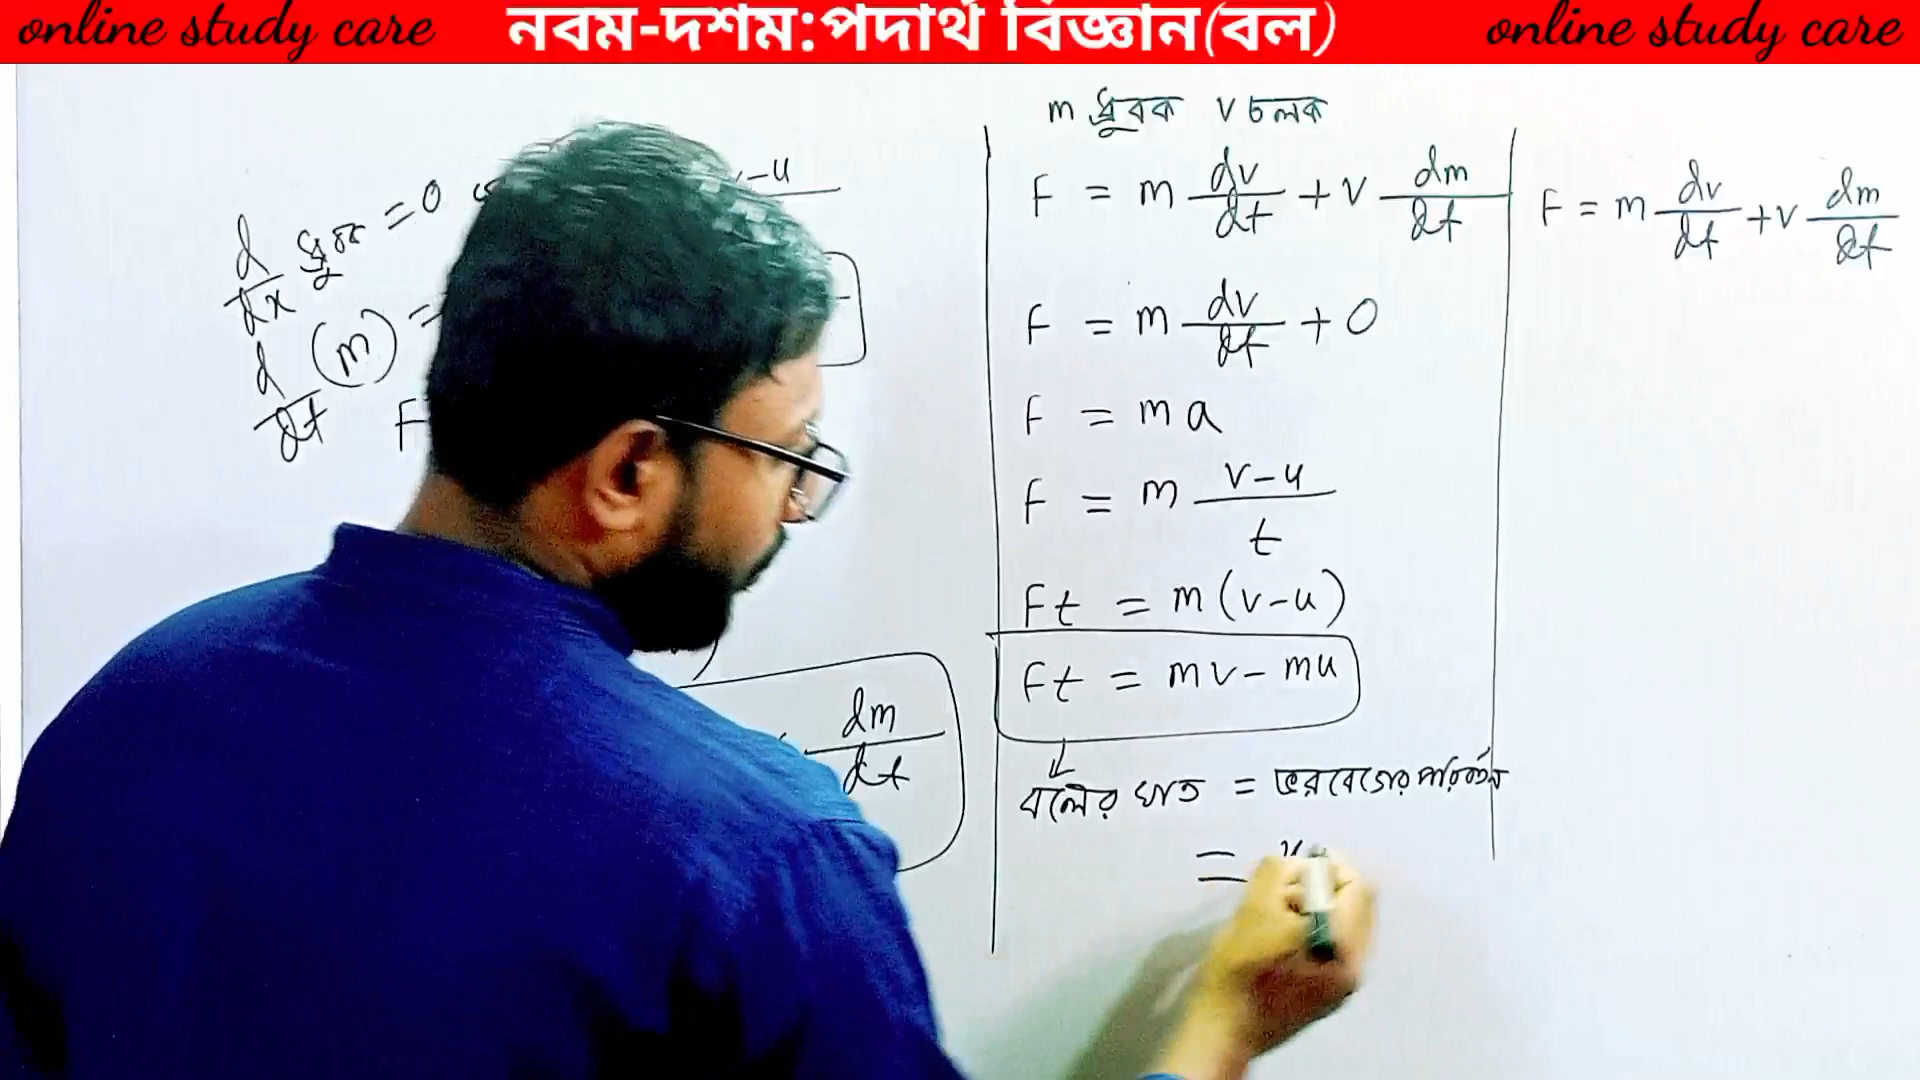 online study care নবম-দশম:পদার্থ বিজ্ঞান(বল) online study care
d/dx ধ্রুবক = 0
-u
d/dt (m) =
F
dm/dt
m ধ্রুবক v চলক
F = m dv/dt + v dm/dt
F = m dv/dt + 0
F = ma
F = m v-u/t
Ft = m(v-u)
Ft = mv - mu
↓
বলের ঘাত = ভরবেগের পরিবর্তন
=
F = m dv/dt + v dm/dt